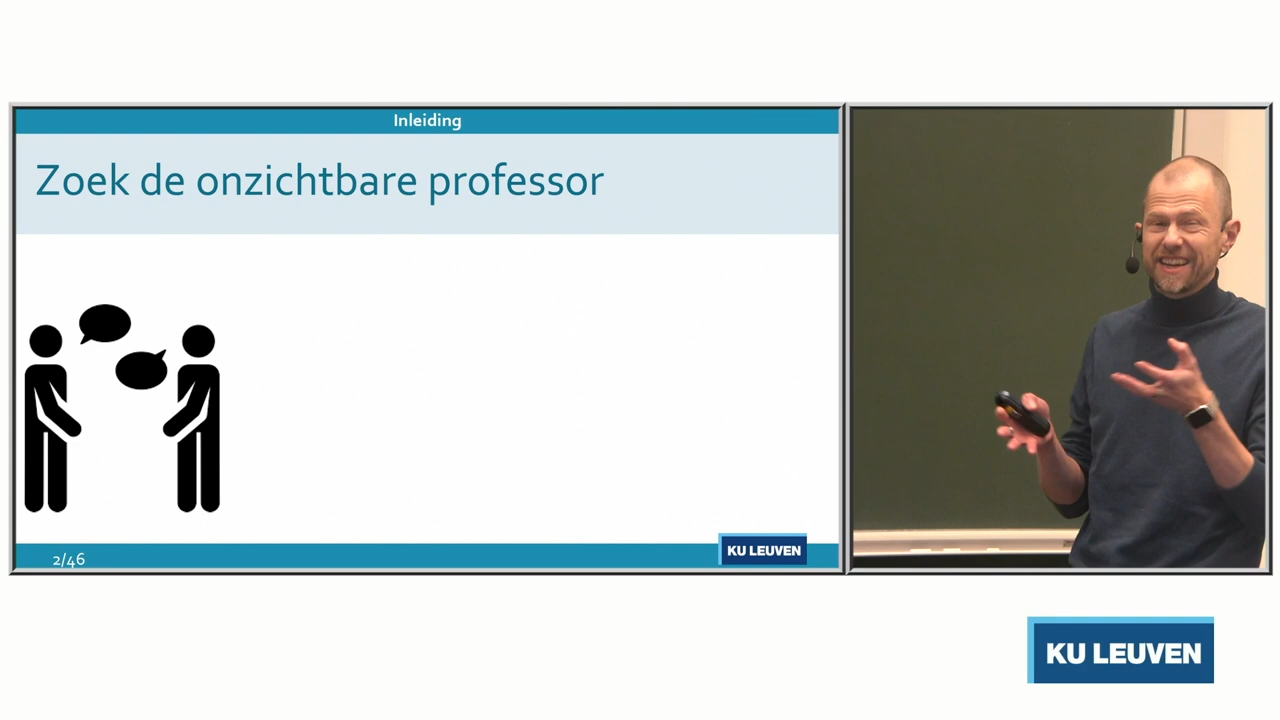 Inleiding
Zoek de onzichtbare professor
2/46
KU LEUVEN
KU LEUVEN